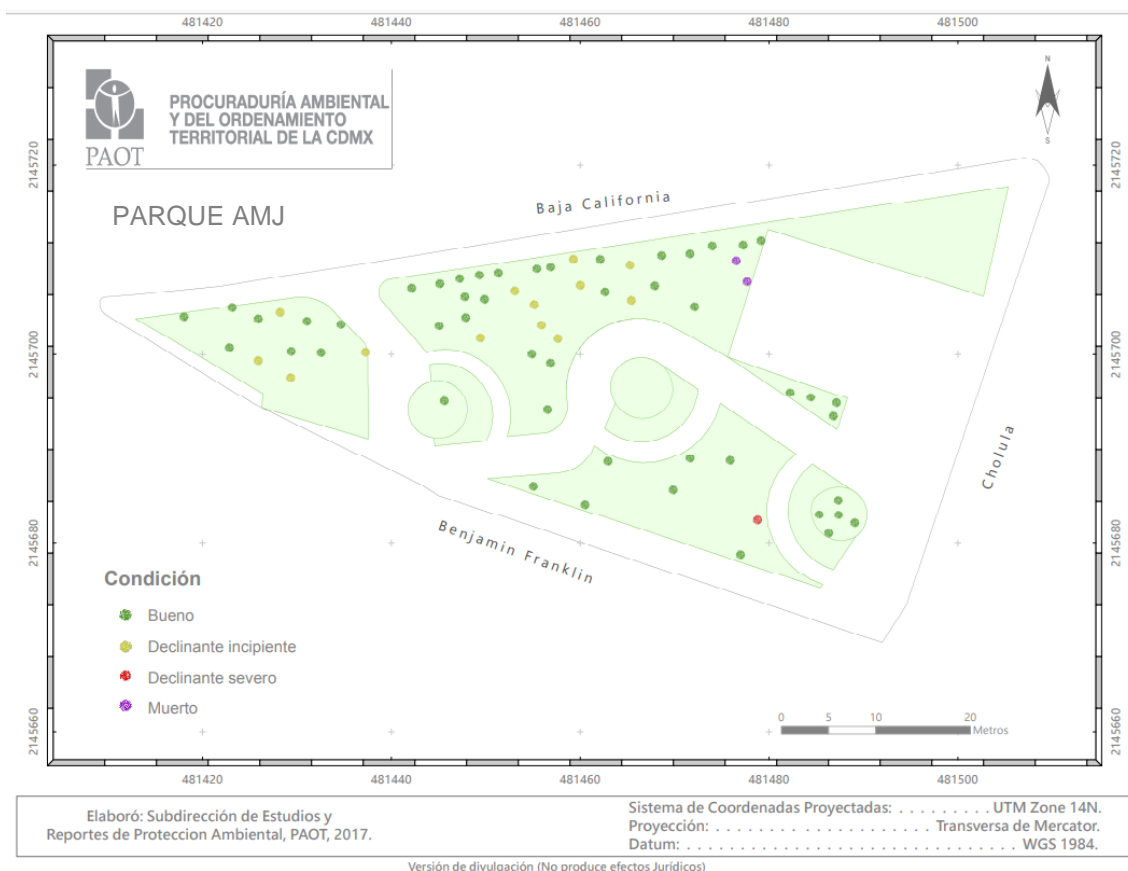 481420 481440 481460 481480 481500
PROCURADURÍA AMBIENTAL
Y DEL ORDENAMIENTO
TERRITORIAL DE LA CDMX
PAOT
N
S
2145720
2145720
PARQUE AMJ
Baja California
2145700
2145700
Cholula
2145680
2145680
Benjamin Franklin
Condición
Bueno
Declinante incipiente
Declinante severo
Muerto
0 5 10 20
Metros
2145660
2145660
481420 481440 481460 481480 481500
Elaboró: Subdirección de Estudios y
Reportes de Proteccion Ambiental, PAOT, 2017.
Sistema de Coordenadas Proyectadas: . . . . . . . . . UTM Zone 14N.
Proyección: . . . . . . . . . . . . . . . . . . . . . . Transversa de Mercator.
Datum: . . . . . . . . . . . . . . . . . . . . . . . . . . . . . . . . WGS 1984.
Versión de divulgación (No produce efectos Jurídicos)